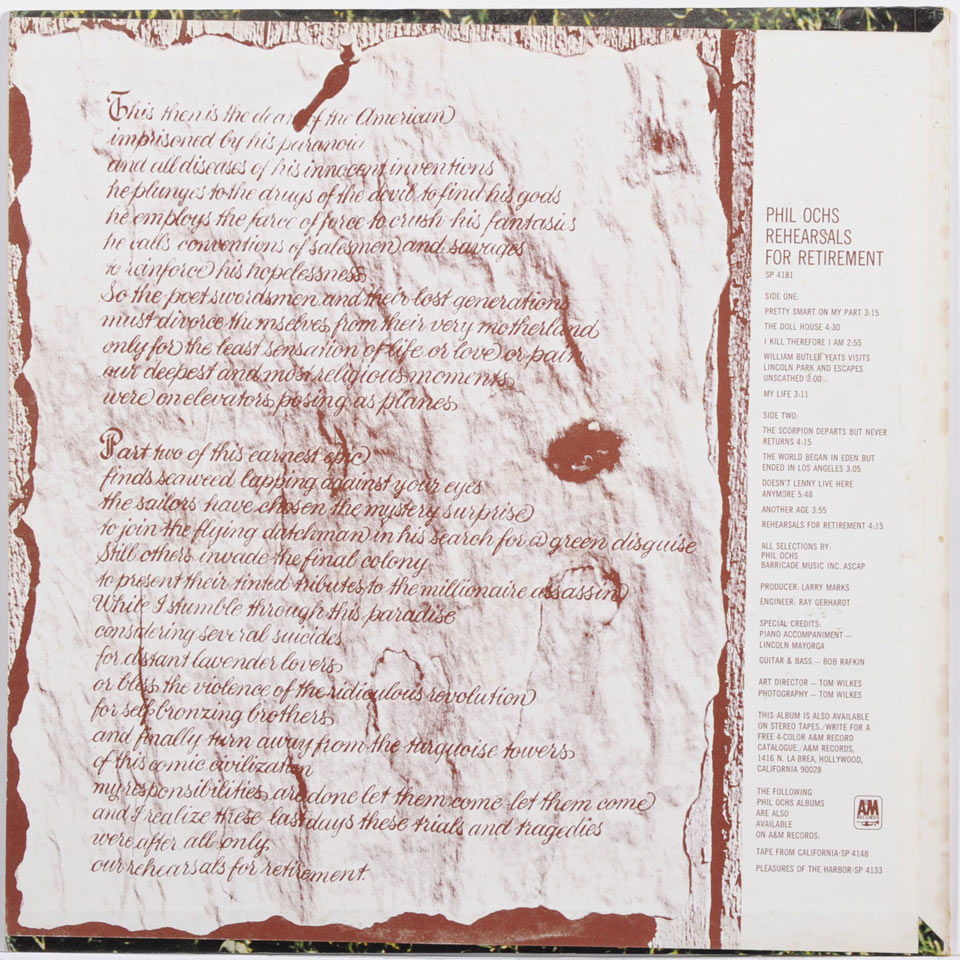 This then is the death of the American
imprisoned by his paranoia
and all diseases of his innocent inventions
he plunges to the drugs of the devil to find his gods
he employs the farce of force to crush his fantasies
he calls conventions of salesmen and savages
to reinforce his hopelessness
So the poet swordsmen and their lost generations
must divorce themselves from their very motherland
only for the least sensation of life or love or pain
our deepest and most religious moments
were on elevators posing as planes
Part two of this earnest epic
finds seaweed lapping against your eyes
the sailors have chosen the mystery surprise
to join the flying dutchman in his search for a green disguise
Still others invade the final colony
to present their tinted tributes to the millionaire assassin
While I stumble through this paradise
considering several suicides
for distant lavender lovers
or bless the violence of the ridiculous revolution
for self bronzing brothers
and finally turn away from the turquoise towers
of this comic civilization
my responsibilities are done let them come let them come
and I realize these last days these trials and tragedies
were after all only,
our rehearsals for retirement.
PHIL OCHS
REHEARSALS
FOR RETIREMENT
SP 4181
SIDE ONE:
PRETTY SMART ON MY PART 3:15
THE DOLL HOUSE 4:30
I KILL THEREFORE I AM 2:55
WILLIAM BUTLER YEATS VISITS
LINCOLN PARK AND ESCAPES
UNSCATHED 3:00
MY LIFE 3:11
SIDE TWO:
THE SCORPION DEPARTS BUT NEVER
RETURNS 4:15
THE WORLD BEGAN IN EDEN BUT
ENDED IN LOS ANGELES 3:05
DOESN'T LENNY LIVE HERE
ANYMORE 5:48
ANOTHER AGE 3:55
REHEARSALS FOR RETIREMENT 4:15
ALL SELECTIONS BY:
PHIL OCHS
BARRICADE MUSIC INC. ASCAP
PRODUCER: LARRY MARKS
ENGINEER: RAY GERHARDT
SPECIAL CREDITS:
PIANO ACCOMPANIMENT —
LINCOLN MAYORGA
GUITAR & BASS — BOB RAFKIN
ART DIRECTOR — TOM WILKES
PHOTOGRAPHY — TOM WILKES
THIS ALBUM IS ALSO AVAILABLE
ON STEREO TAPES./WRITE FOR A
FREE 4-COLOR A&M RECORD
CATALOGUE./A&M RECORDS,
1416 N. LA BREA, HOLLYWOOD,
CALIFORNIA 90028
THE FOLLOWING
PHIL OCHS ALBUMS
ARE ALSO
AVAILABLE
ON A&M RECORDS:
A&M
RECORDS
TAPE FROM CALIFORNIA-SP 4148
PLEASURES OF THE HARBOR-SP 4133